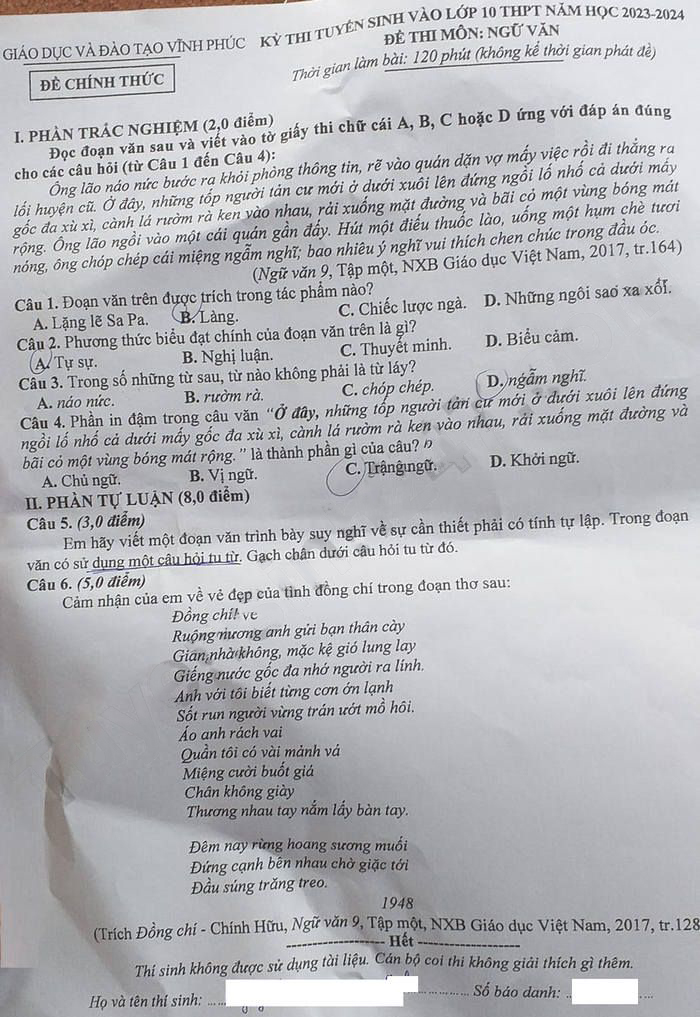 GIÁO DỤC VÀ ĐÀO TẠO VĨNH PHÚC
KỲ THI TUYỂN SINH VÀO LỚP 10 THPT NĂM HỌC 2023-2024
ĐỀ THI MÔN: NGỮ VĂN
ĐỀ CHÍNH THỨC
Thời gian làm bài: 120 phút (không kể thời gian phát đề)
I. PHẦN TRẮC NGHIỆM (2,0 điểm)
Đọc đoạn văn sau và viết vào tờ giấy thi chữ cái A, B, C hoặc D ứng với đáp án đúng
cho các câu hỏi (từ Câu 1 đến Câu 4):
Ông lão náo nức bước ra khỏi phòng thông tin, rẽ vào quán dặn vợ mấy việc rồi đi thẳng ra
lối huyện cũ. Ở đây, những tốp người tản cư mới ở dưới xuôi lên đứng ngồi lố nhố cả dưới mấy
gốc đa xù xì, cành lá rườm rà ken vào nhau, rải xuống mặt đường và bãi cỏ một vùng bóng mát
rộng. Ông lão ngồi vào một cái quán gần đấy. Hút một điếu thuốc lào, uống một hụm chè tươi
nóng, ông chóp chép cái miệng ngẫm nghĩ; bao nhiêu ý nghĩ vui thích chen chúc trong đầu óc.
(Ngữ văn 9, Tập một, NXB Giáo dục Việt Nam, 2017, tr.164)
Câu 1. Đoạn văn trên được trích trong tác phẩm nào?
A. Lặng lẽ Sa Pa. B. Làng. C. Chiếc lược ngà. D. Những ngôi sao xa xôi.
Câu 2. Phương thức biểu đạt chính của đoạn văn trên là gì?
A. Tự sự. B. Nghị luận. C. Thuyết minh. D. Biểu cảm.
Câu 3. Trong số những từ sau, từ nào không phải là từ láy?
A. náo nức. B. rườm rà. C. chóp chép. D. ngẫm nghĩ.
Câu 4. Phần in đậm trong câu văn “Ở đây, những tốp người tản cư mới ở dưới xuôi lên đứng
ngồi lố nhố cả dưới mấy gốc đa xù xì, cành lá rườm rà ken vào nhau, rải xuống mặt đường và
bãi cỏ một vùng bóng mát rộng.” là thành phần gì của câu?
A. Chủ ngữ. B. Vị ngữ. C. Trạng ngữ. D. Khởi ngữ.
II. PHẦN TỰ LUẬN (8,0 điểm)
Câu 5. (3,0 điểm)
Em hãy viết một đoạn văn trình bày suy nghĩ về sự cần thiết phải có tính tự lập. Trong đoạn
văn có sử dụng một câu hỏi tu từ. Gạch chân dưới câu hỏi tu từ đó.
Câu 6. (5,0 điểm)
Cảm nhận của em về vẻ đẹp của tình đồng chí trong đoạn thơ sau:
Đồng chí!
Ruộng nương anh gửi bạn thân cày
Gian nhà không, mặc kệ gió lung lay
Giếng nước gốc đa nhớ người ra lính.
Anh với tôi biết từng cơn ớn lạnh
Sốt run người vừng trán ướt mồ hôi.
Áo anh rách vai
Quần tôi có vài mảnh vá
Miệng cười buốt giá
Chân không giày
Thương nhau tay nắm lấy bàn tay.
Đêm nay rừng hoang sương muối
Đứng cạnh bên nhau chờ giặc tới
Đầu súng trăng treo.
1948
(Trích Đồng chí - Chính Hữu, Ngữ văn 9, Tập một, NXB Giáo dục Việt Nam, 2017, tr.128
Hết
Thí sinh không được sử dụng tài liệu. Cán bộ coi thi không giải thích gì thêm.
Họ và tên thí sinh: Số báo danh: